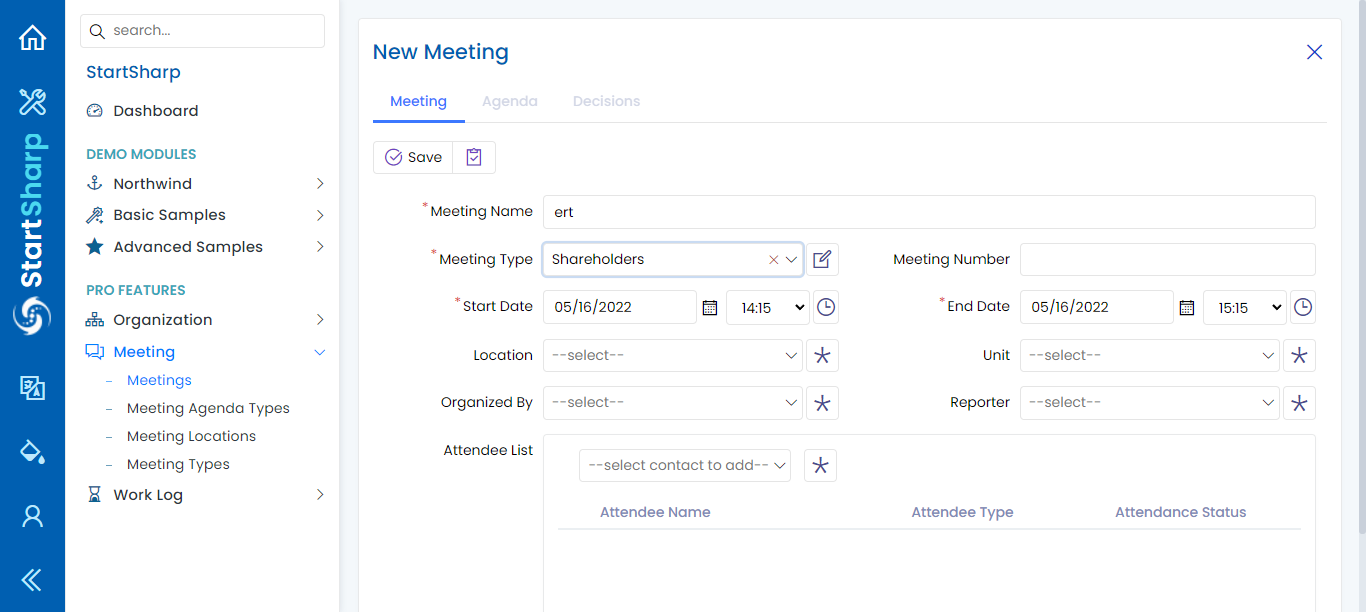 search...
StartSharp
Dashboard
DEMO MODULES
Northwind
Basic Samples
Advanced Samples
PRO FEATURES
Organization
Meeting
Meetings
Meeting Agenda Types
Meeting Locations
Meeting Types
Work Log
StartSharp
New Meeting
Meeting Agenda Decisions
Save
*Meeting Name ert
*Meeting Type Shareholders Meeting Number
*Start Date 05/16/2022 14:15 *End Date 05/16/2022 15:15
Location --select-- Unit --select--
Organized By --select-- Reporter --select--
Attendee List
--select contact to add--
Attendee Name Attendee Type Attendance Status